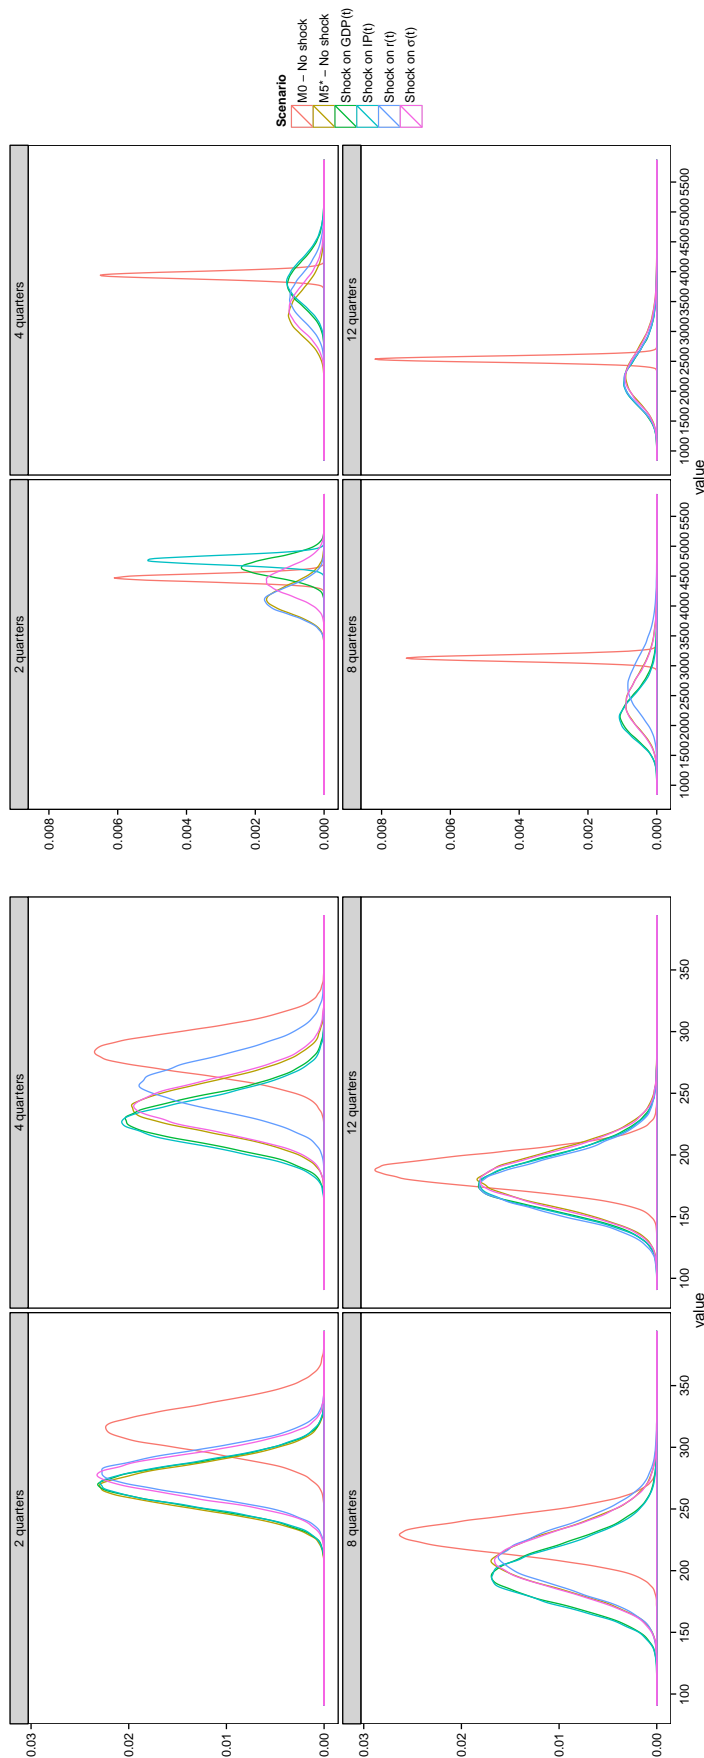 2 quarters
4 quarters
8 quarters
12 quarters
0.00
0.01
0.02
0.03
0.00
0.01
0.02
0.03
100
150
200
250
300
350
100
150
200
250
300
350
value
2 quarters
4 quarters
8 quarters
12 quarters
0.000
0.002
0.004
0.006
0.008
0.000
0.002
0.004
0.006
0.008
1000 1500 2000 2500 3000 3500 4000 4500 5000 5500
1000 1500 2000 2500 3000 3500 4000 4500 5000 5500
value
Scenario
M0 − No shock
M5* − No shock
Shock on GDP(t)
Shock on IP(t)
Shock on r(t)
Shock on σ(t)